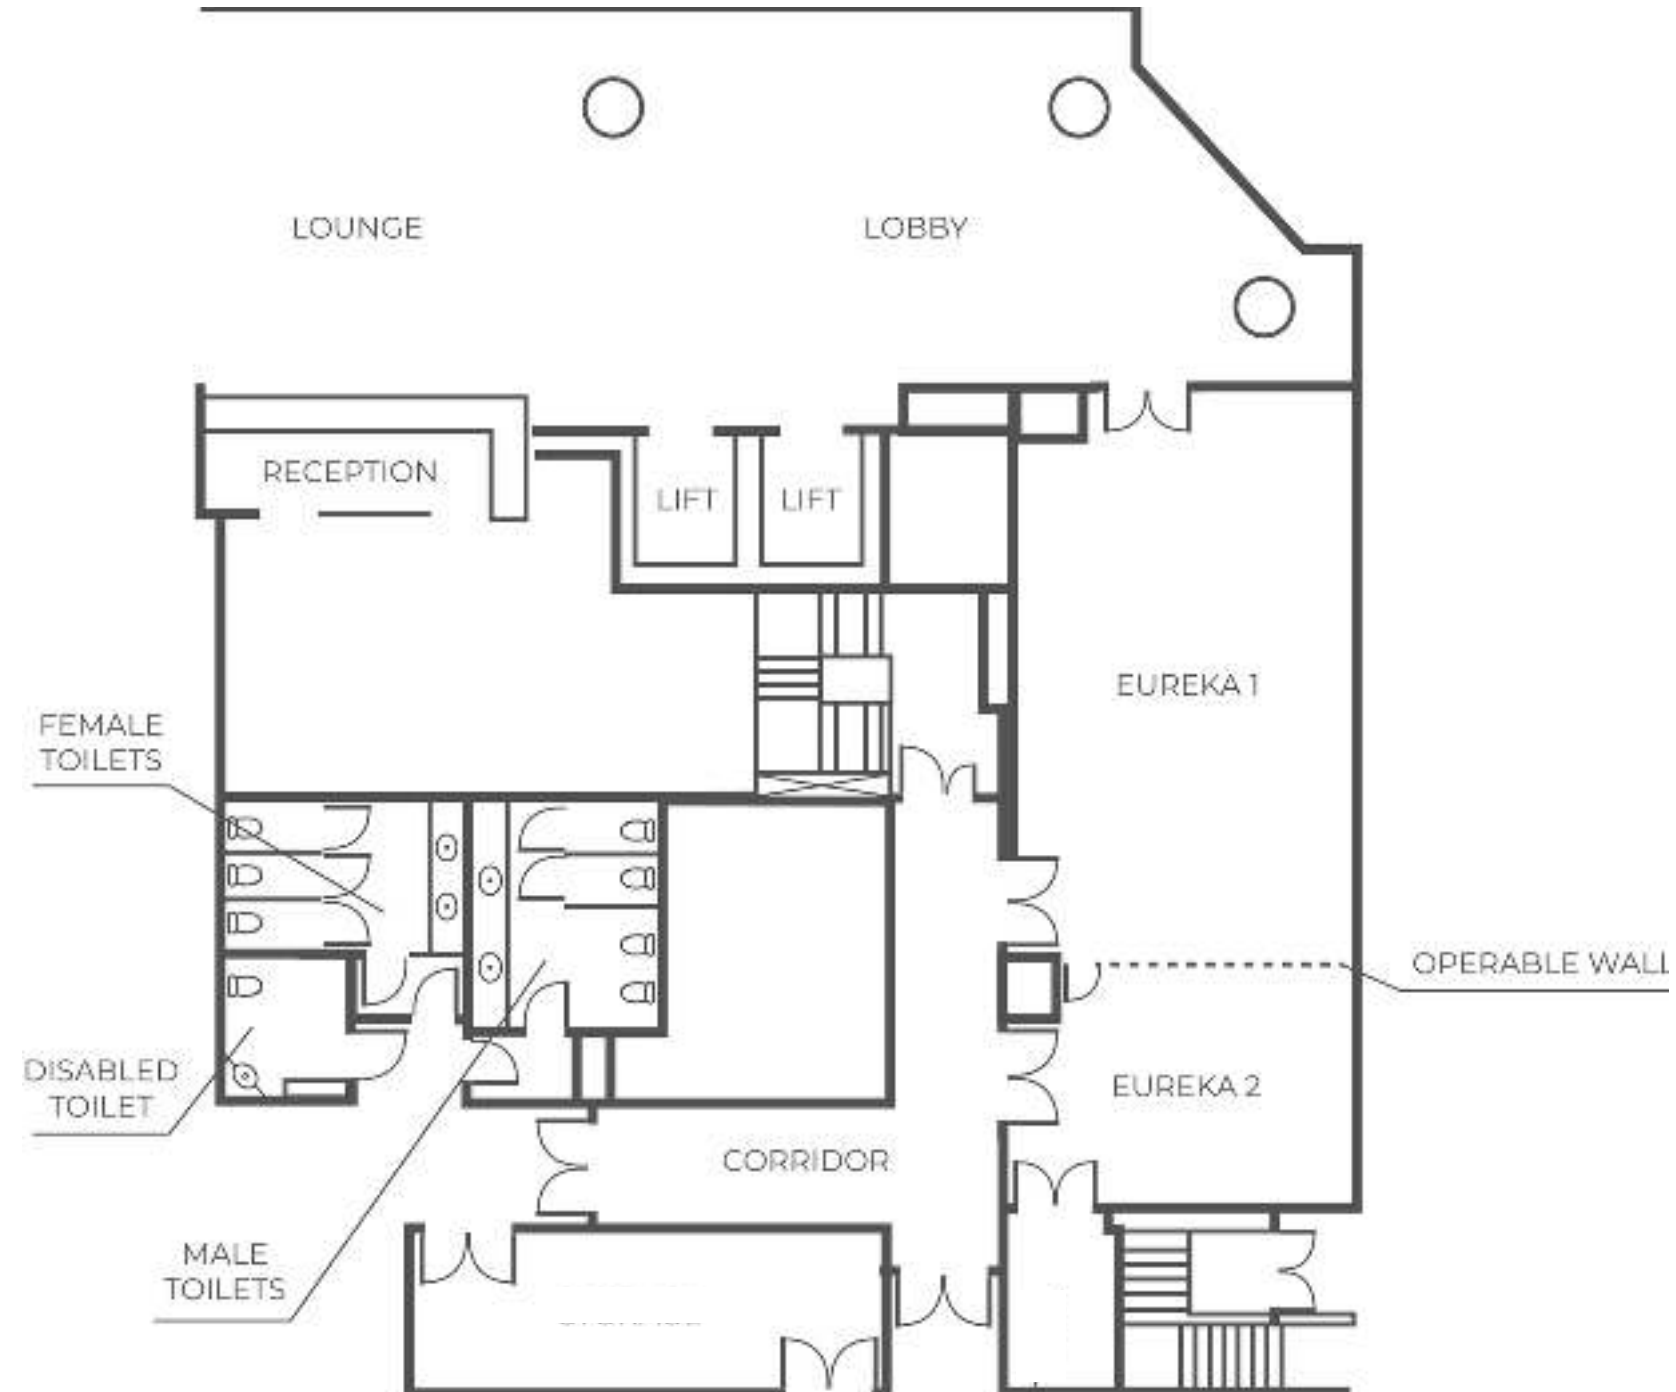 LOUNGE
LOBBY
RECEPTION
LIFT
LIFT
EUREKA 1
FEMALE
TOILETS
OPERABLE WALL
DISABLED
TOILET
EUREKA 2
CORRIDOR
MALE
TOILETS